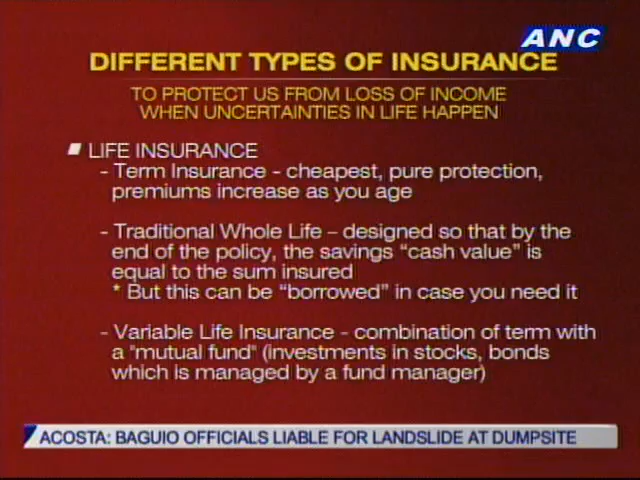 ANC
DIFFERENT TYPES OF INSURANCE
TO PROTECT US FROM LOSS OF INCOME
WHEN UNCERTAINTIES IN LIFE HAPPEN
LIFE INSURANCE
- Term Insurance - cheapest, pure protection,
premiums increase as you age
- Traditional Whole Life – designed so that by the
end of the policy, the savings “cash value” is
equal to the sum insured
* But this can be “borrowed” in case you need it
- Variable Life Insurance - combination of term with
a "mutual fund" (investments in stocks, bonds
which is managed by a fund manager)
ACOSTA: BAGUIO OFFICIALS LIABLE FOR LANDSLIDE AT DUMPSITE